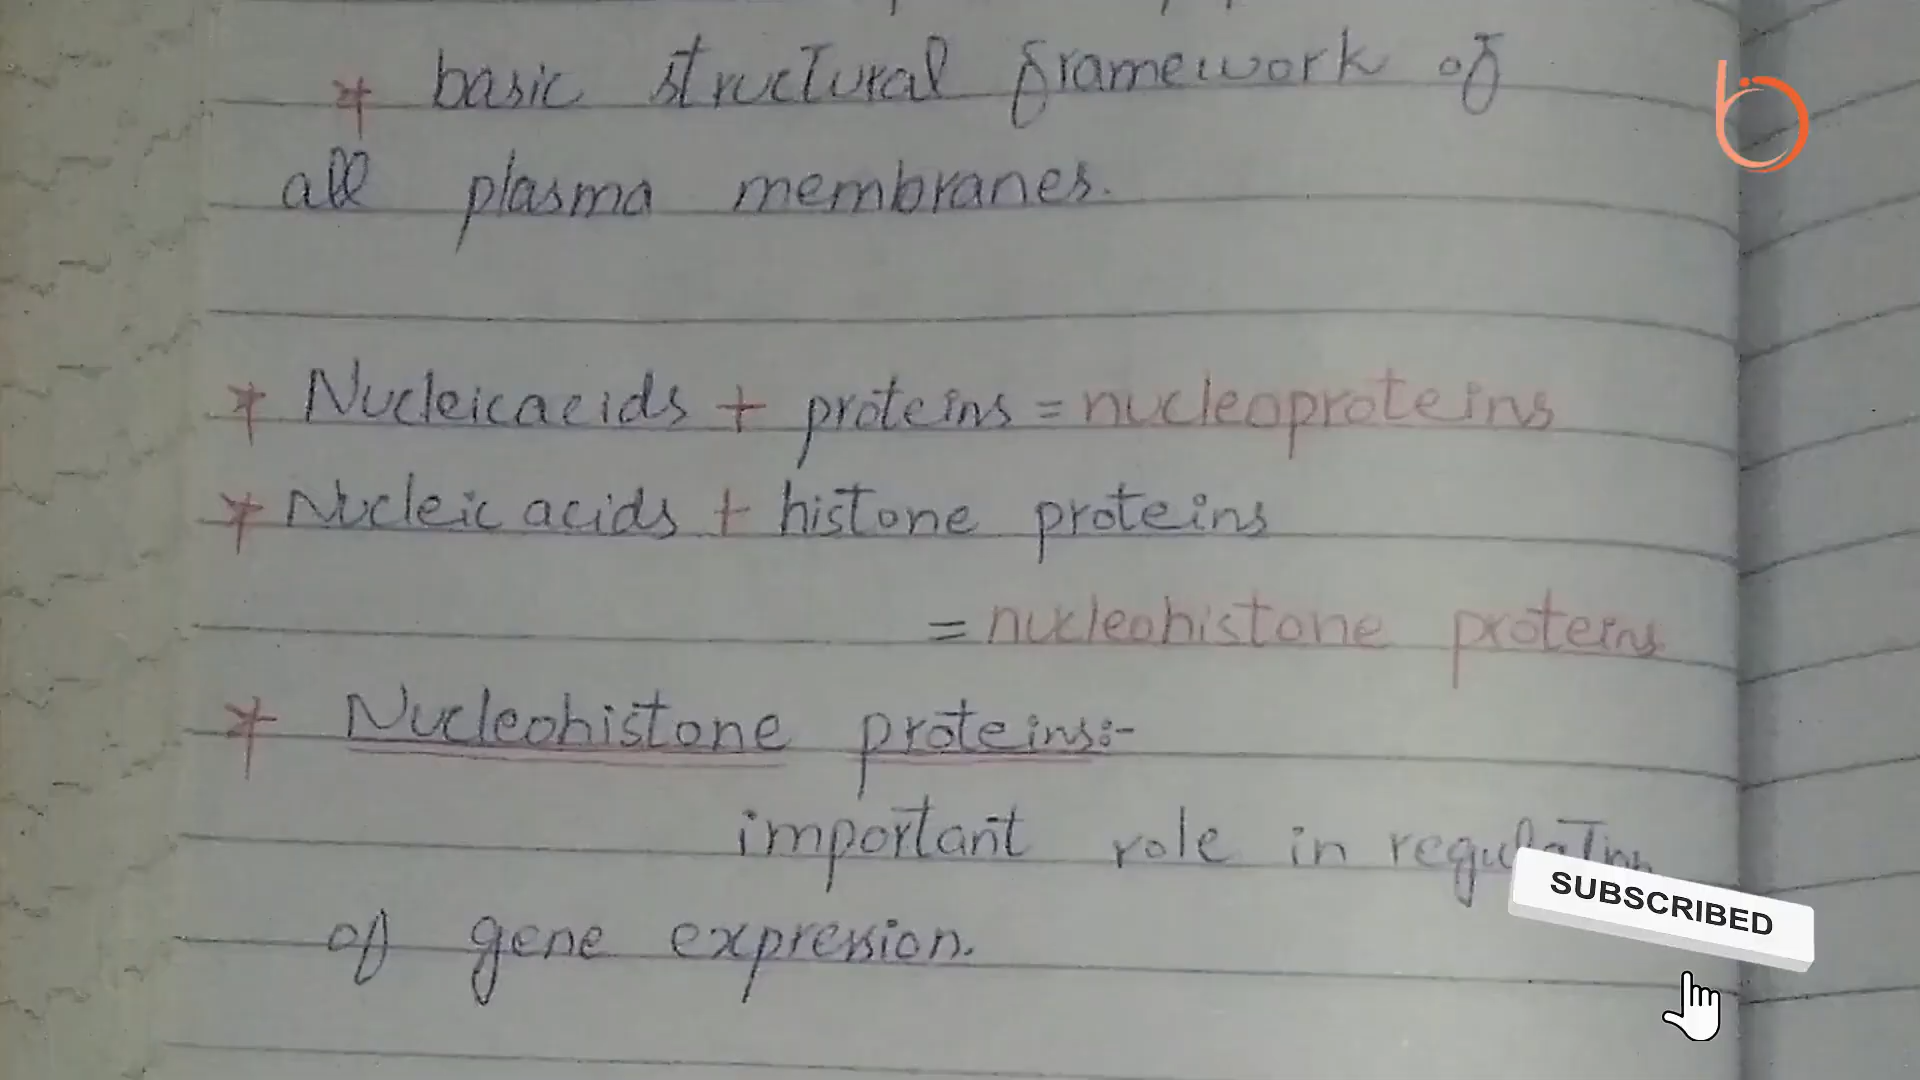 * basic structural framework of
all plasma membranes.
* Nucleicacids + proteins = nucleoproteins
* Nucleic acids + histone proteins
= nucleohistone proteins
* Nucleohistone proteins:-
important role in regulation
of gene expression.
SUBSCRIBED